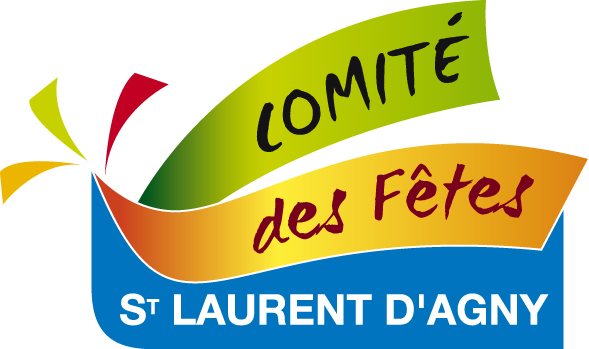 COMITÉ
des Fêtes
ST LAURENT D'AGNY